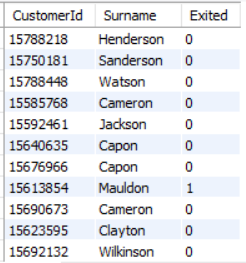 CustomerId Surname Exited
15788218 Henderson 0
15750181 Sanderson 0
15788448 Watson 0
15585768 Cameron 0
15592461 Jackson 0
15640635 Capon 0
15676966 Capon 0
15613854 Mauldon 1
15690673 Cameron 0
15623595 Clayton 0
15692132 Wilkinson 0